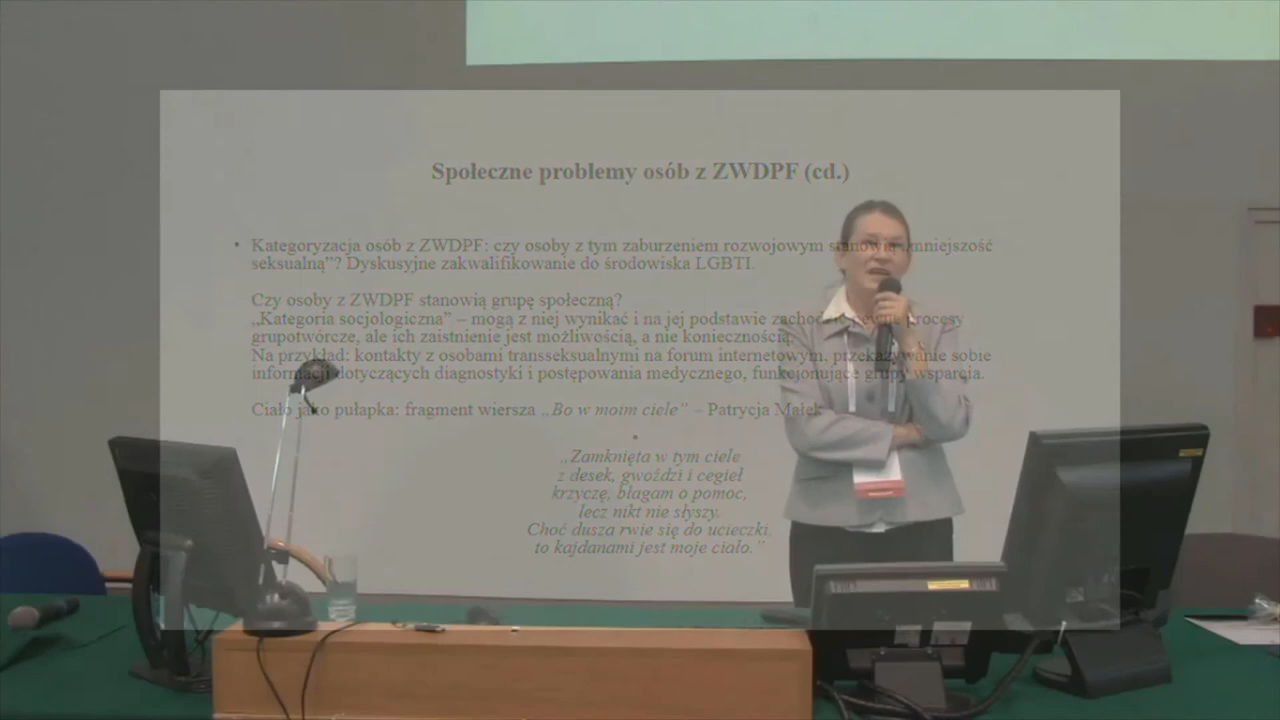 Społeczne problemy osób z ZWDPF (cd.)
• Kategoryzacja osób z ZWDPF: czy osoby z tym zaburzeniem rozwojowym stanowią „mniejszość
seksualną”? Dyskusyjne zakwalifikowanie do środowiska LGBTI.
Czy osoby z ZWDPF stanowią grupę społeczną?
„Kategoria socjologiczna” – mogą z niej wynikać i na jej podstawie zachodzić pewne procesy
grupotwórcze, ale ich zaistnienie jest możliwością, a nie koniecznością.
Na przykład: kontakty z osobami transseksualnymi na forum internetowym, przekazywanie sobie
informacji dotyczących diagnostyki i postępowania medycznego, funkcjonujące grupy wsparcia.
Ciało jako pułapka: fragment wiersza „Bo w moim ciele” – Patrycja Małek
•
„Zamknięta w tym ciele
z desek, gwoździ i cegieł
krzyczę, błagam o pomoc,
lecz nikt nie słyszy.
Choć dusza rwie się do ucieczki,
to kajdanami jest moje ciało.”